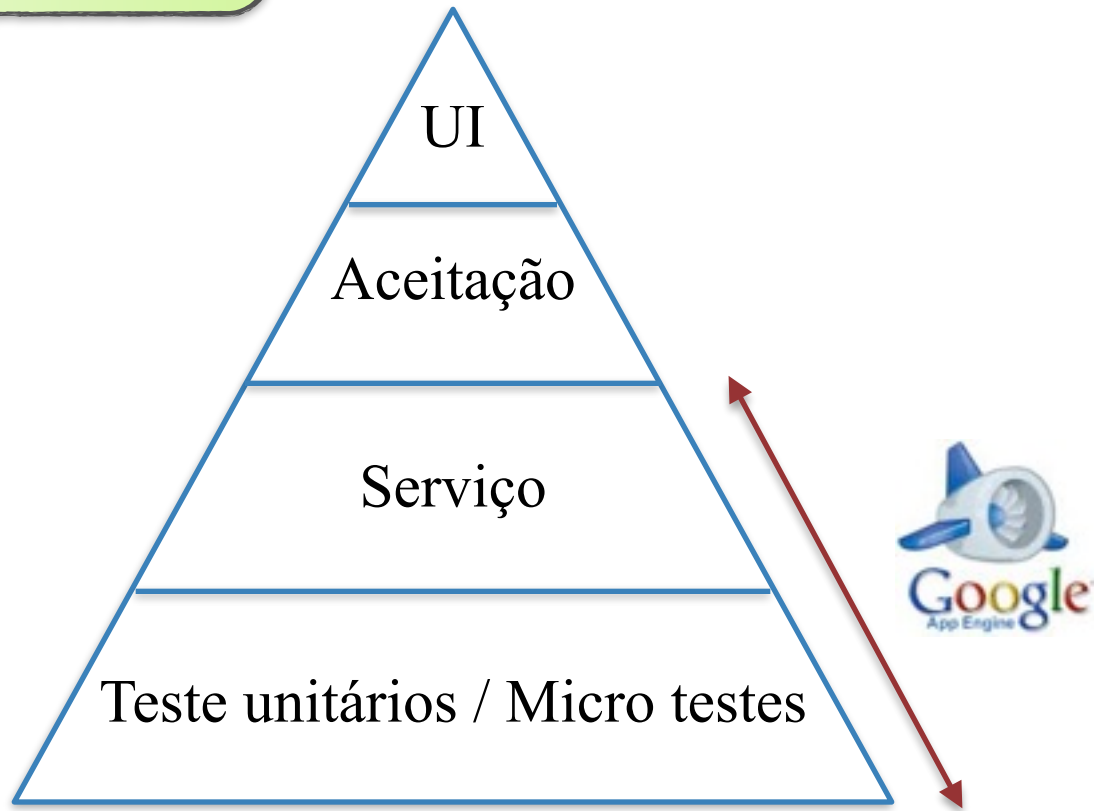 UI
Aceitação
Serviço
Google
App Engine
Teste unitários / Micro testes